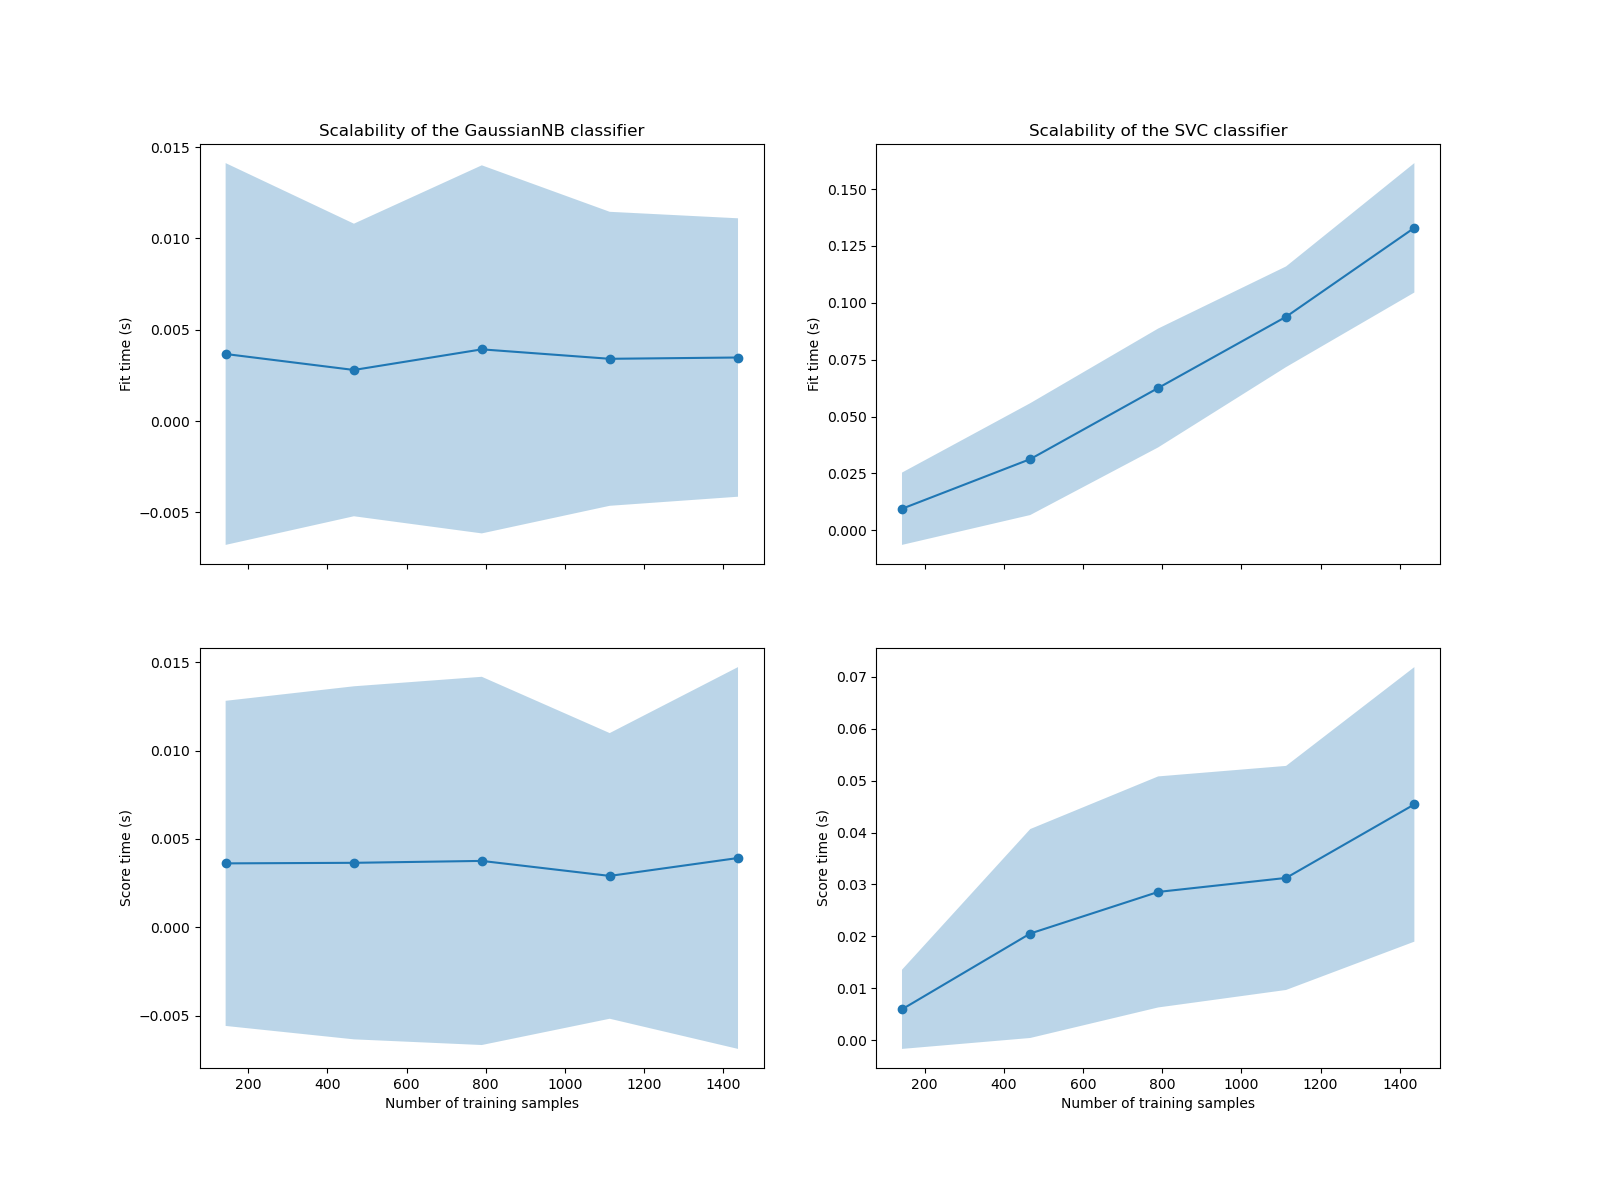 Scalability of the GaussianNB classifier
0.015
0.010
0.005
0.000
−0.005
Fit time (s)
Scalability of the SVC classifier
0.150
0.125
0.100
0.075
0.050
0.025
0.000
Fit time (s)
0.015
0.010
0.005
0.000
−0.005
Score time (s)
200 400 600 800 1000 1200 1400
Number of training samples
0.07
0.06
0.05
0.04
0.03
0.02
0.01
0.00
Score time (s)
200 400 600 800 1000 1200 1400
Number of training samples